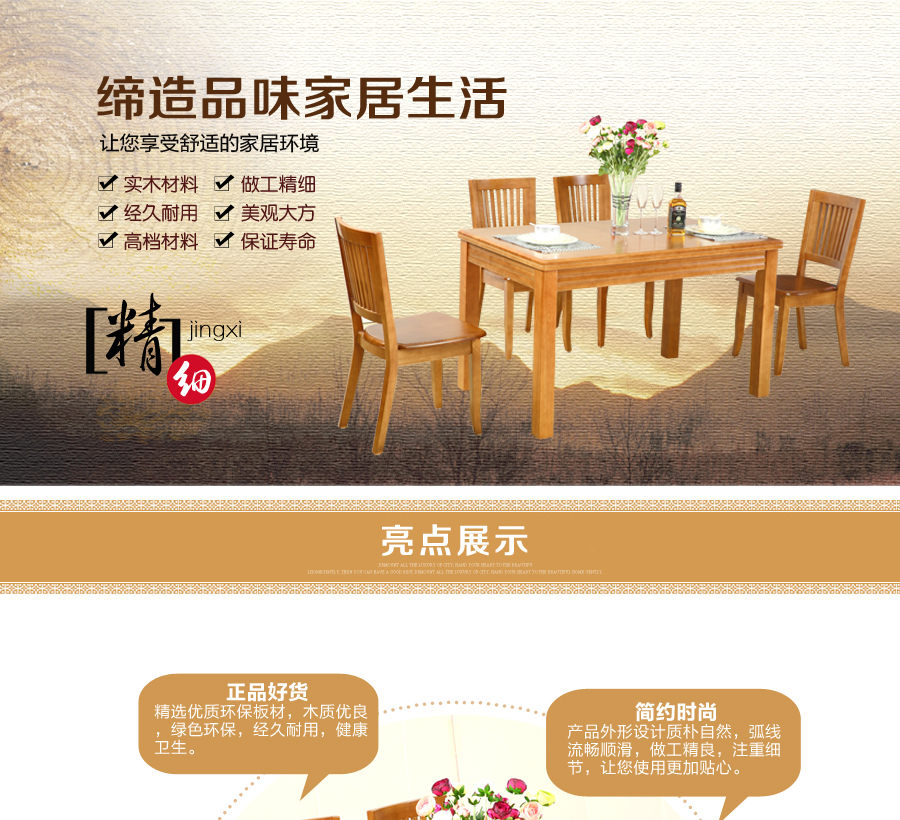 缔造品味家居生活
让您享受舒适的家居环境
实木材料 做工精细
经久耐用 美观大方
高档材料 保证寿命
[精] jingxi
细
亮点展示
正品好货
精选优质环保板材，木质优良
，绿色环保，经久耐用，健康
卫生。
简约时尚
产品外形设计质朴自然，弧线
流畅顺滑，做工精良，注重细
节，让您使用更加贴心。